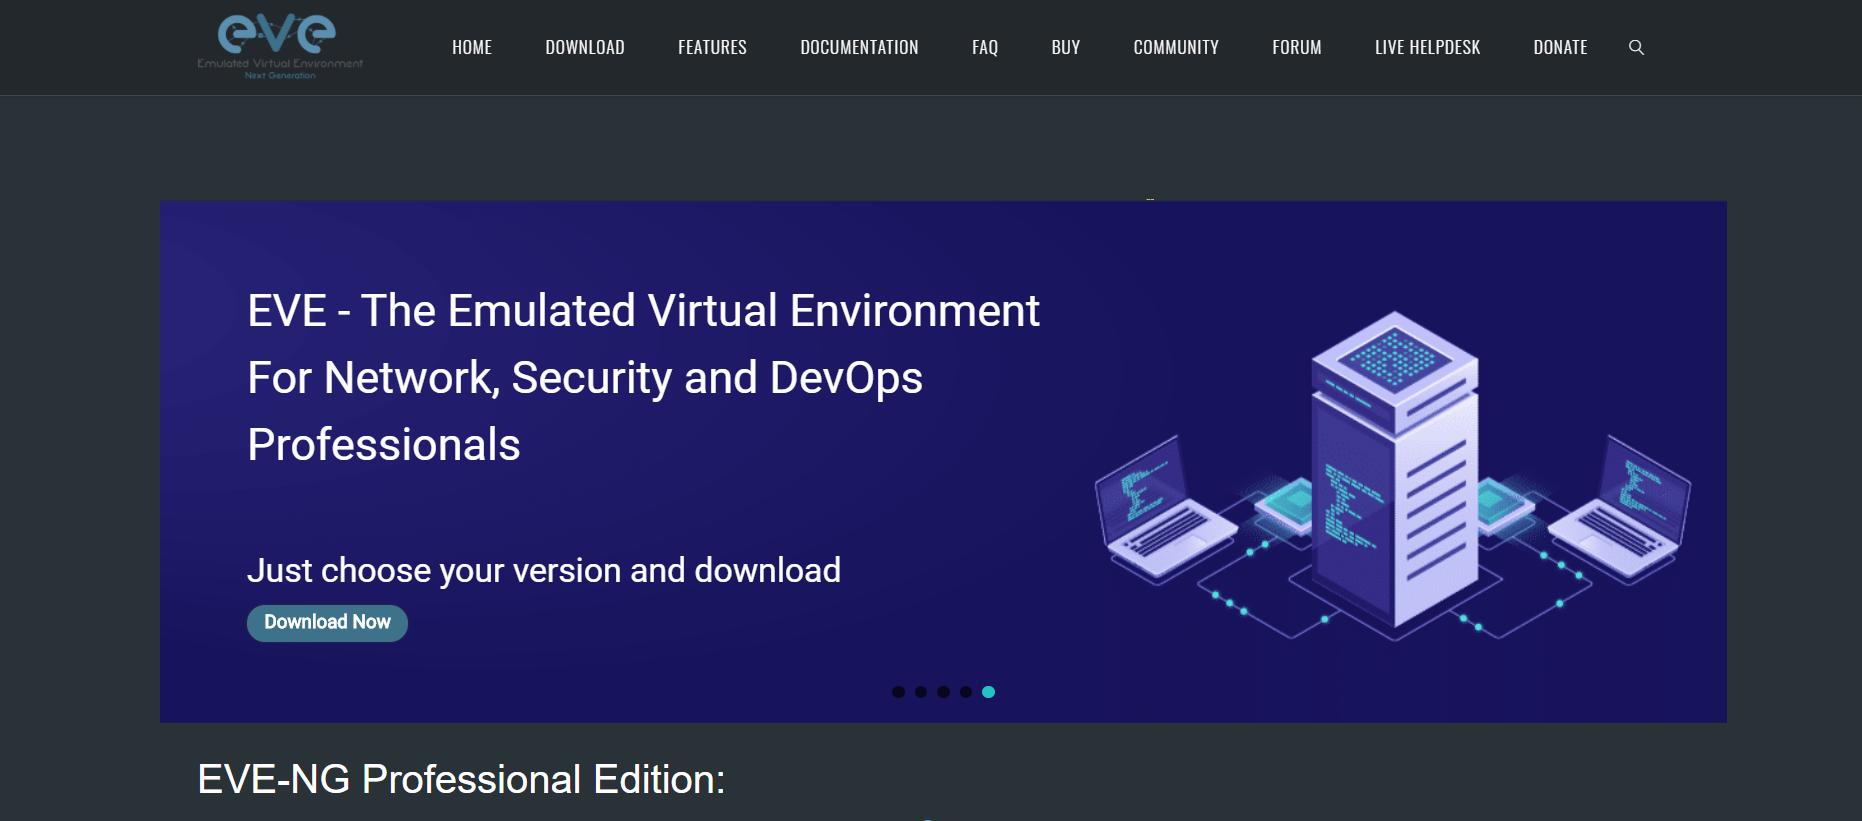 eve
Emulated Virtual Environment
Next Generation
HOME
DOWNLOAD
FEATURES
DOCUMENTATION
FAQ
BUY
COMMUNITY
FORUM
LIVE HELPDESK
DONATE
EVE - The Emulated Virtual Environment
For Network, Security and DevOps
Professionals
Just choose your version and download
Download Now
EVE-NG Professional Edition: